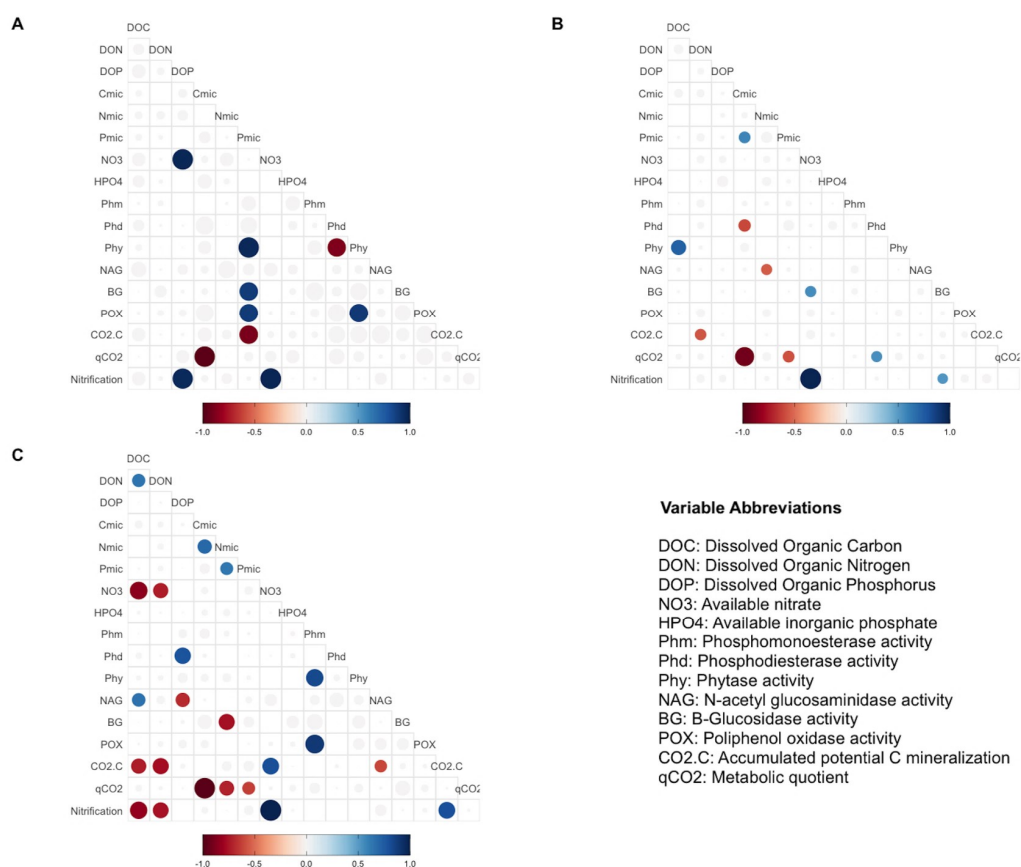 A
DOC
DON DON
DOP DOP
Cmic Cmic
Nmic Nmic
Pmic Pmic
NO3 NO3
HPO4 HPO4
Phm Phm
Phd Phd
Phy Phy
NAG NAG
BG BG
POX POX
CO2.C CO2.C
qCO2 qCO2
Nitrification
-1.0 -0.5 0.0 0.5 1.0
B
DOC
DON DON
DOP DOP
Cmic Cmic
Nmic Nmic
Pmic Pmic
NO3 NO3
HPO4 HPO4
Phm Phm
Phd Phd
Phy Phy
NAG NAG
BG BG
POX POX
CO2.C CO2.C
qCO2 qCO2
Nitrification
-1.0 -0.5 0.0 0.5 1.0
C
DOC
DON DON
DOP DOP
Cmic Cmic
Nmic Nmic
Pmic Pmic
NO3 NO3
HPO4 HPO4
Phm Phm
Phd Phd
Phy Phy
NAG NAG
BG BG
POX POX
CO2.C CO2.C
qCO2 qCO2
Nitrification
-1.0 -0.5 0.0 0.5 1.0
Variable Abbreviations
DOC: Dissolved Organic Carbon
DON: Dissolved Organic Nitrogen
DOP: Dissolved Organic Phosphorus
NO3: Available nitrate
HPO4: Available inorganic phosphate
Phm: Phosphomonoesterase activity
Phd: Phosphodiesterase activity
Phy: Phytase activity
NAG: N-acetyl glucosaminidase activity
BG: B-Glucosidase activity
POX: Poliphenol oxidase activity
CO2.C: Accumulated potential C mineralization
qCO2: Metabolic quotient